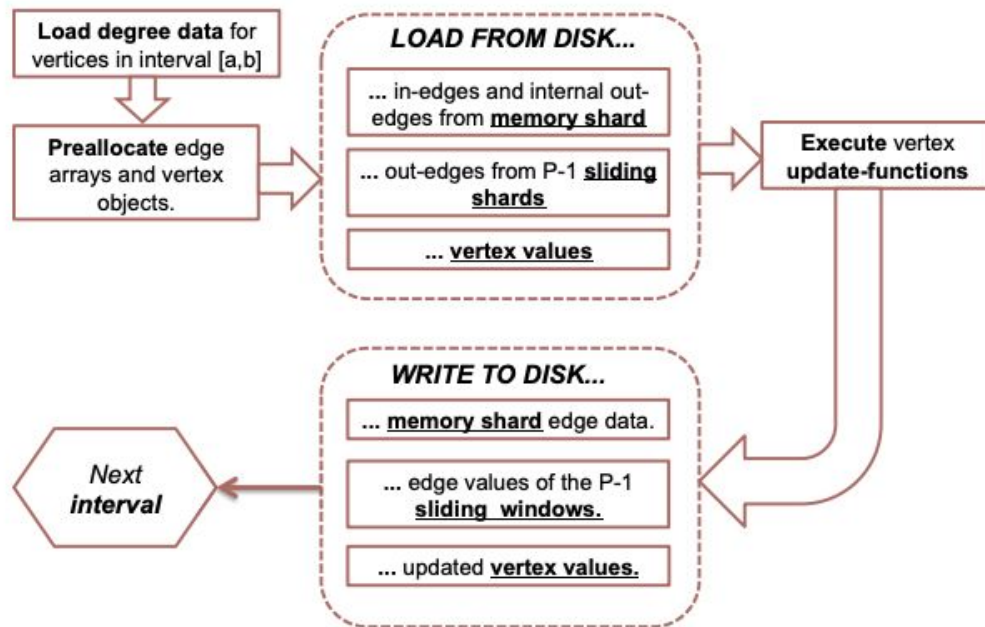 Load degree data for
vertices in interval [a,b]
Preallocate edge
arrays and vertex
objects.
LOAD FROM DISK...
... in-edges and internal out-
edges from memory shard
... out-edges from P-1 sliding
shards
... vertex values
Execute vertex
update-functions
WRITE TO DISK...
... memory shard edge data.
... edge values of the P-1
sliding windows.
... updated vertex values.
Next
interval